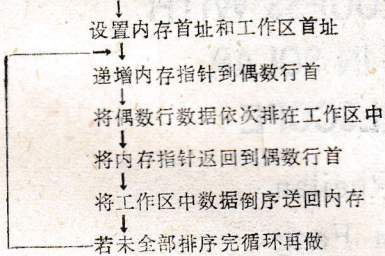 设置内存首址和工作区首址
递增内存指针到偶数行首
将偶数行数据依次排在工作区中
将内存指针返回到偶数行首
将工作区中数据倒序送回内存
若未全部排序完循环再做